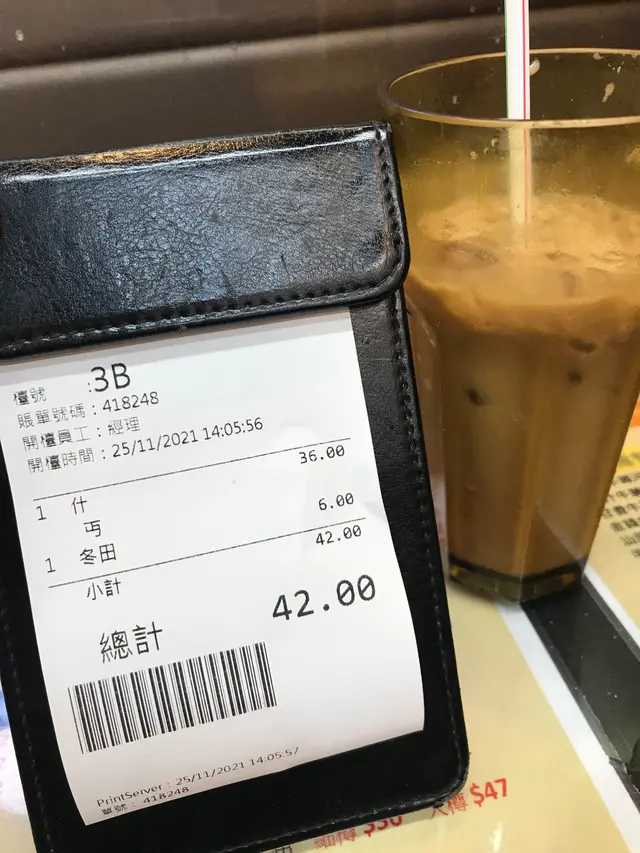 檯號 :3B
賬單號碼：418248
開檯員工：經理
開檯時間：25/11/2021 14:05:56
1 什 36.00
丐
1 冬田 6.00
小計 42.00
總計 42.00
PrintServer : 25/11/2021 14:05:57
單號： 418248
$47